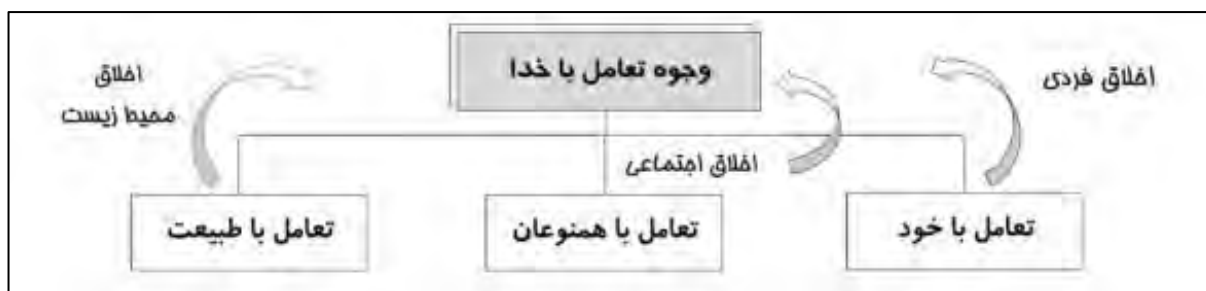 وجوه تعامل با خدا
اخلاق فردی
اخلاق اجتماعی
اخلاق
محیط زیست
تعامل با خود
تعامل با همنوعان
تعامل با طبیعت